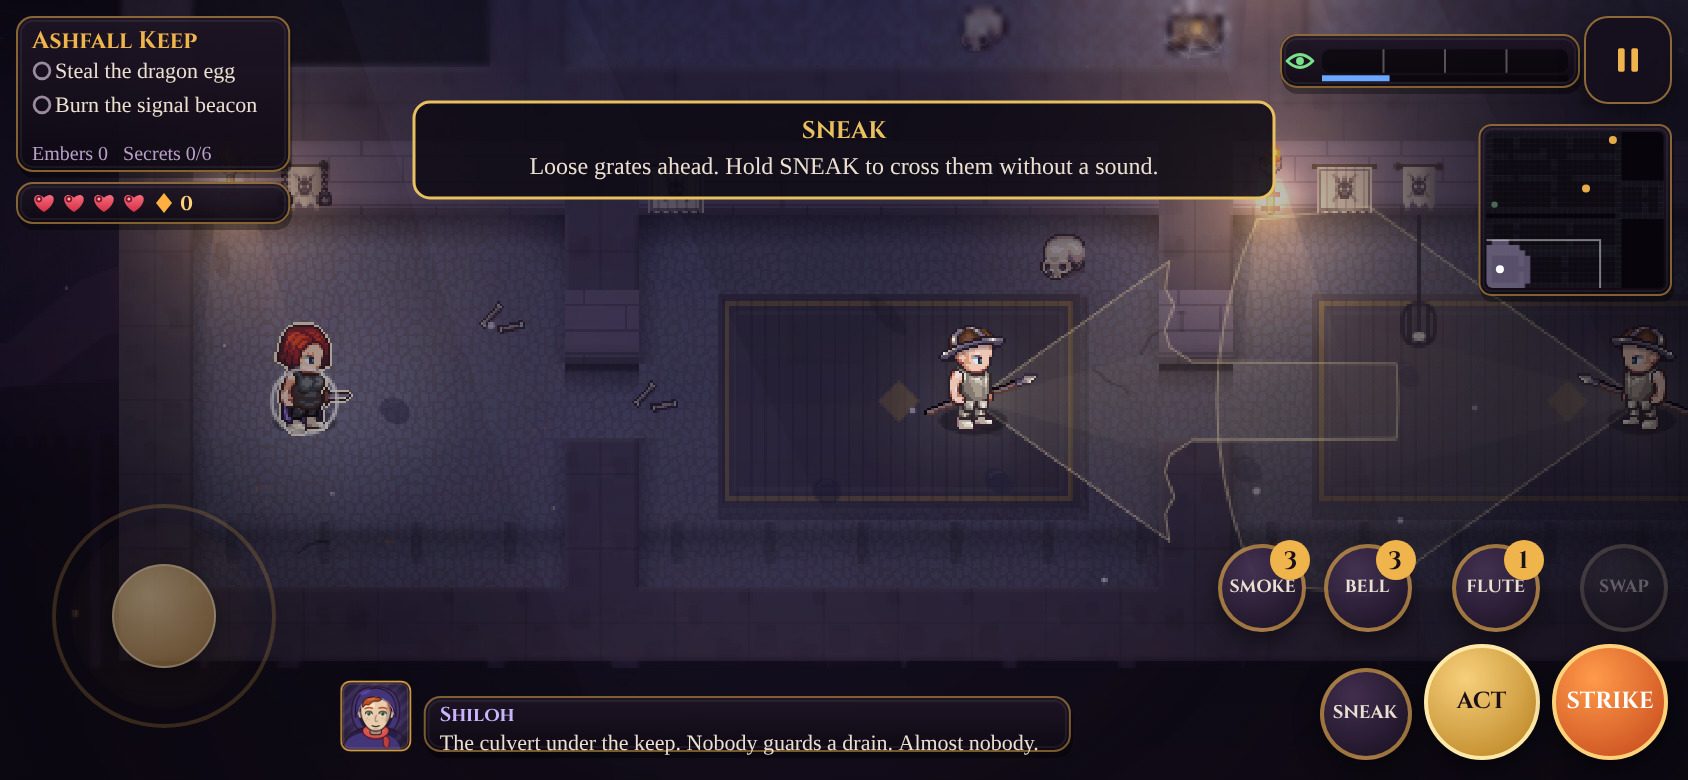 Ashfall Keep
Steal the dragon egg
Burn the signal beacon
Embers 0 Secrets 0/6
0
SNEAK
Loose grates ahead. Hold SNEAK to cross them without a sound.
3
3
1
SMOKE
BELL
FLUTE
SWAP
SNEAK
ACT
STRIKE
Shiloh
The culvert under the keep. Nobody guards a drain. Almost nobody.